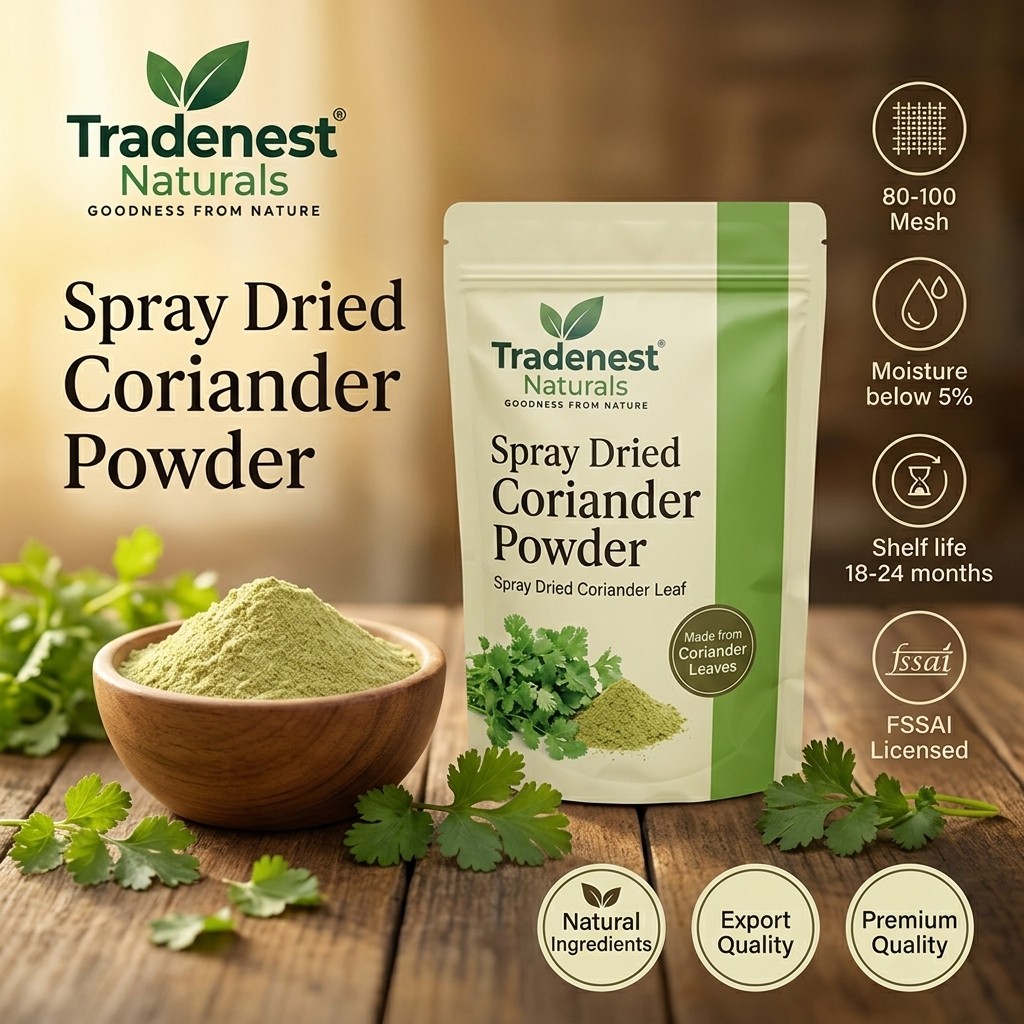 Tradenest®
Naturals
GOODNESS FROM NATURE
Spray Dried
Coriander
Powder
Tradenest®
Naturals
GOODNESS FROM NATURE
Spray Dried
Coriander
Powder
Spray Dried Coriander Leaf
Made from
Coriander
Leaves
80-100
Mesh
Moisture
below 5%
Shelf life
18-24 months
fssai
FSSAI
Licensed
Natural
Ingredients
Export
Quality
Premium
Quality